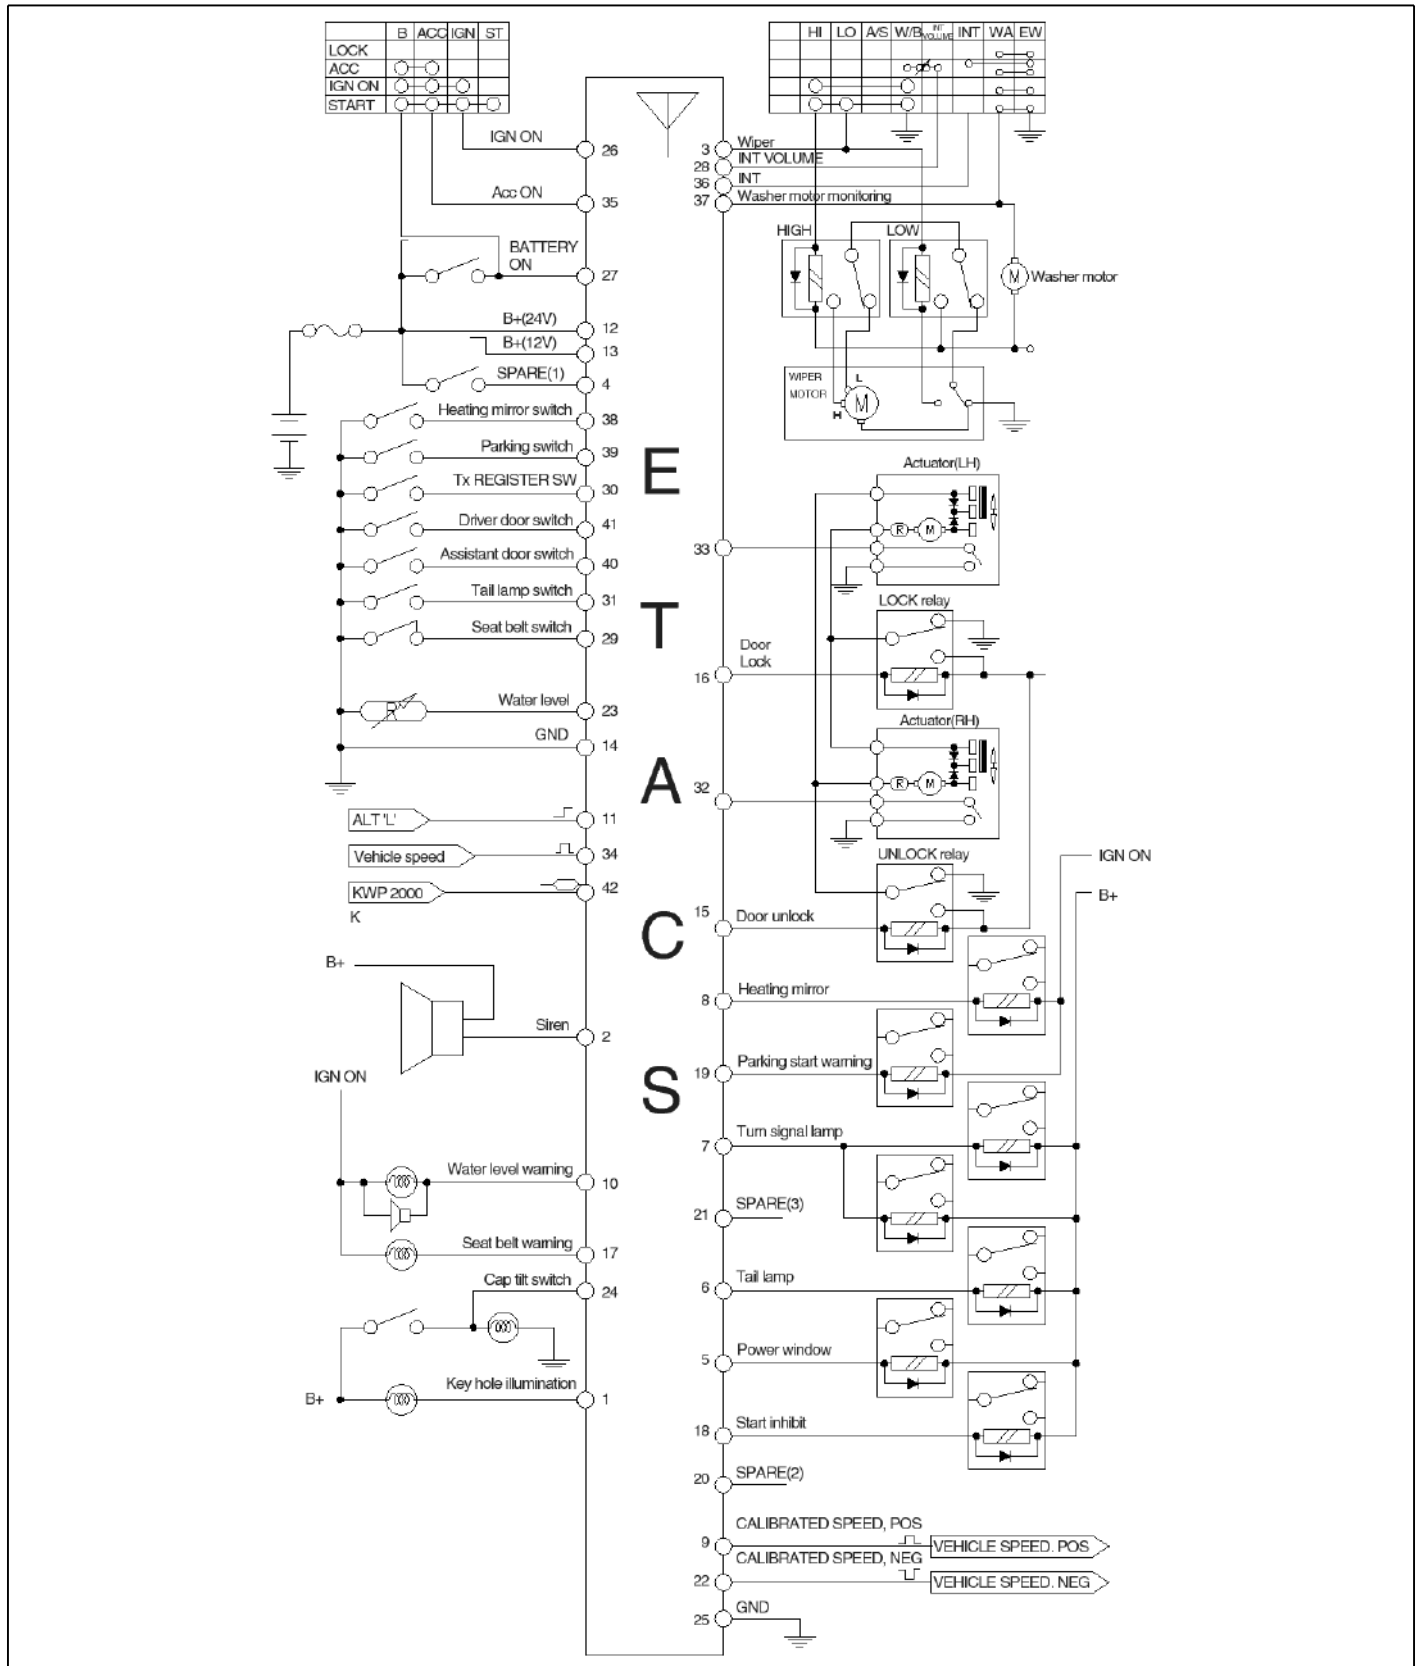 B ACC IGN ST
LOCK
ACC
IGN ON
START
HI LO A/S W/B INT VOLUME INT WA EW
IGN ON 26
Acc ON 35
BATTERY
ON 27
B+(24V) 12
B+(12V) 13
SPARE(1) 4
Heating mirror switch 38
Parking switch 39
Tx REGISTER SW 30
Driver door switch 41
Assistant door switch 40
Tail lamp switch 31
Seat belt switch 29
R
Water level 23
GND 14
ALT 'L' 11
Vehicle speed 34
KWP 2000 42
K
B+
Siren 2
IGN ON
Water level warning 10
Seat belt warning 17
Cap tilt switch 24
B+ Key hole illumination 1
E
T
A
C
S
3 Wiper
28 INT VOLUME
36 INT
37 Washer motor monitoring
HIGH LOW
M Washer motor
WIPER
MOTOR
L
M
H
Actuator(LH)
R M
33
LOCK relay
Door
Lock
16
Actuator(RH)
R M
32
UNLOCK relay
IGN ON
B+
15 Door unlock
8 Heating mirror
19 Parking start warning
7 Turn signal lamp
21 SPARE(3)
6 Tail lamp
5 Power window
18 Start inhibit
20 SPARE(2)
CALIBRATED SPEED, POS
9 VEHICLE SPEED. POS
CALIBRATED SPEED, NEG
22 VEHICLE SPEED. NEG
25 GND